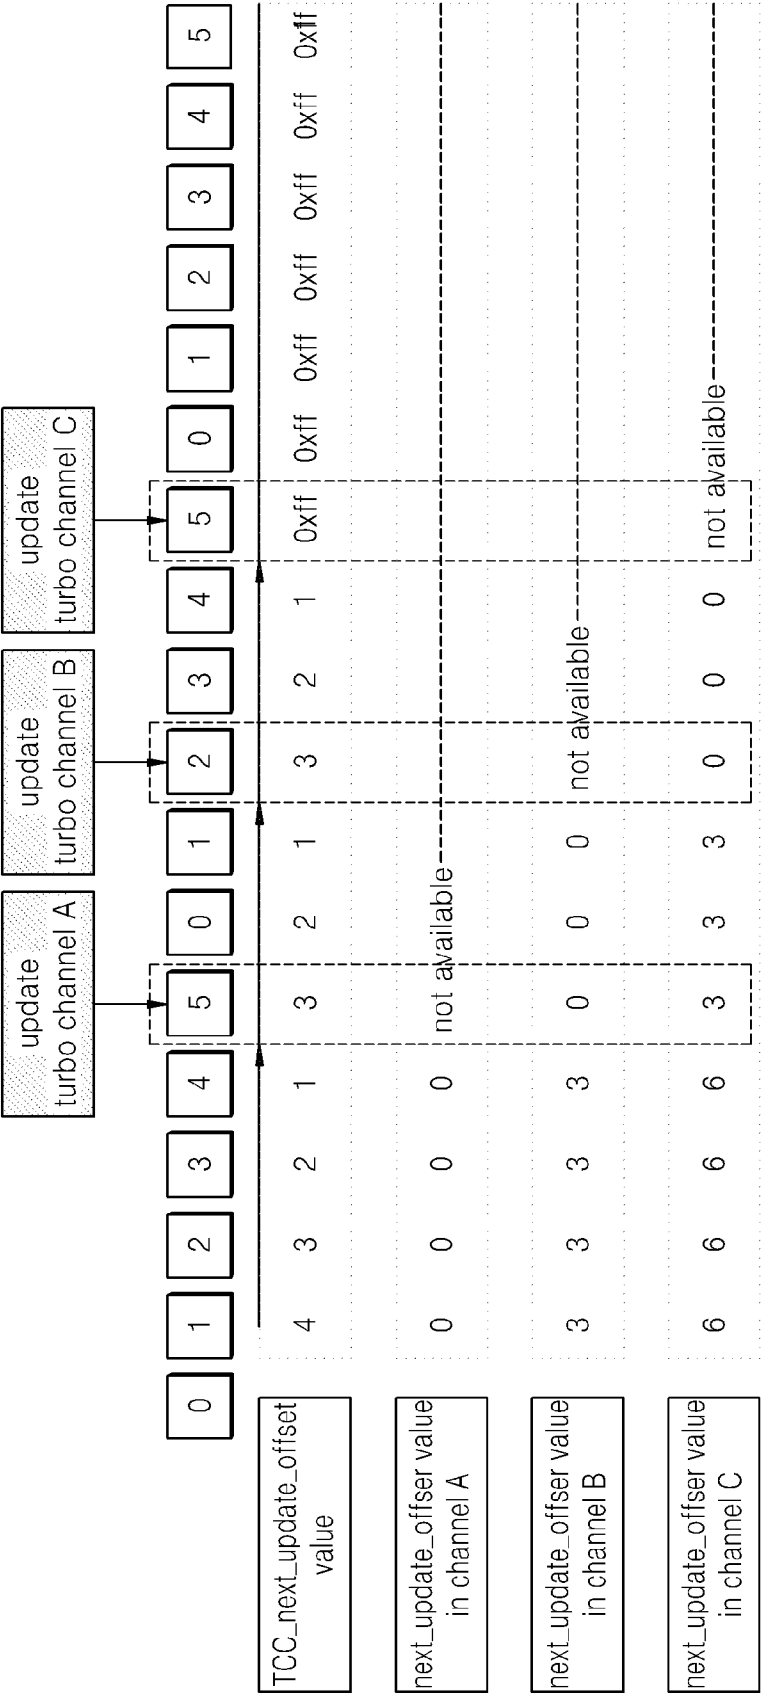 update
turbo channel A
update
turbo channel B
update
turbo channel C
0 1 2 3 4 5 0 1 2 3 4 5 0 1 2 3 4 5
TCC_next_update_offset
value
4 3 2 1 3 2 1 3 2 1 0xff 0xff 0xff 0xff 0xff 0xff 0xff
next_update_offser value
in channel A
0 0 0 0 not available
next_update_offser value
in channel B
3 3 3 3 0 0 0 not available
next_update_offser value
in channel C
6 6 6 6 3 3 3 0 0 0 not available